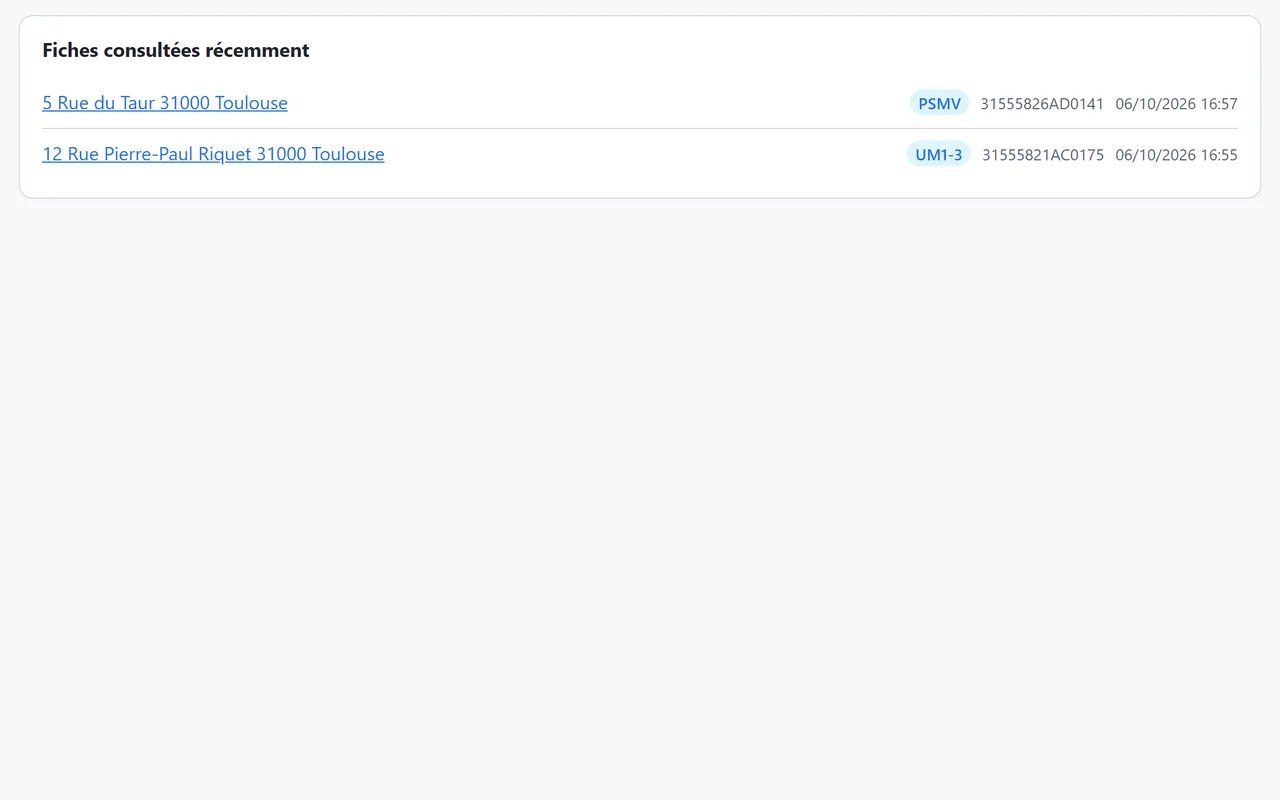 Fiches consultées récemment
5 Rue du Taur 31000 Toulouse PSMV 31555826AD0141 06/10/2026 16:57
12 Rue Pierre-Paul Riquet 31000 Toulouse UM1-3 31555821AC0175 06/10/2026 16:55